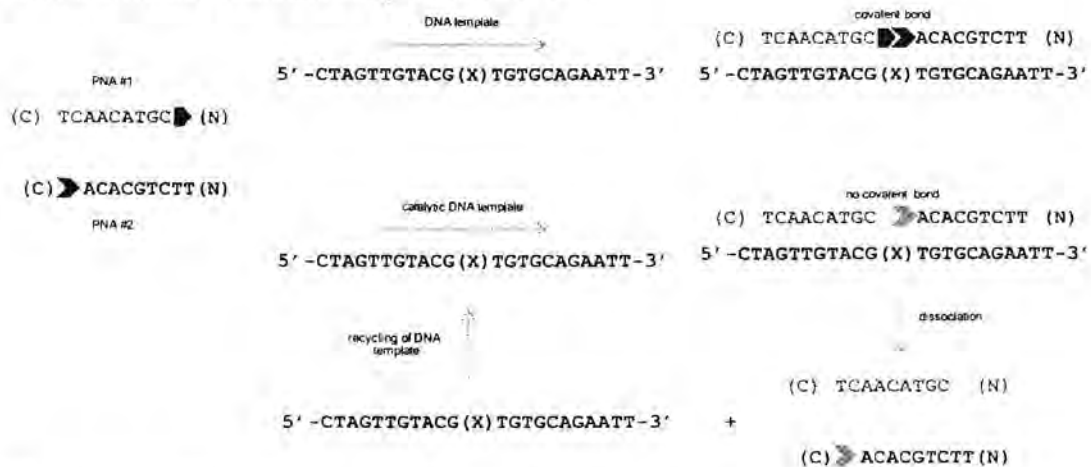 DNA template
covalent bond
(C) TCAACATGC ACACGTCTT (N)
5'-CTAGTTGTACG(X)TGTGCAGAATT-3'
5'-CTAGTTGTACG(X)TGTGCAGAATT-3'
PNA #1
(C) TCAACATGC (N)
(C) ACACGTCTT(N)
PNA #2
catalytic DNA template
no covalent bond
(C) TCAACATGC ACACGTCTT (N)
5'-CTAGTTGTACG(X)TGTGCAGAATT-3'
5'-CTAGTTGTACG(X)TGTGCAGAATT-3'
dissociation
recycling of DNA
template
(C) TCAACATGC (N)
5'-CTAGTTGTACG(X)TGTGCAGAATT-3' +
(C) ACACGTCTT(N)